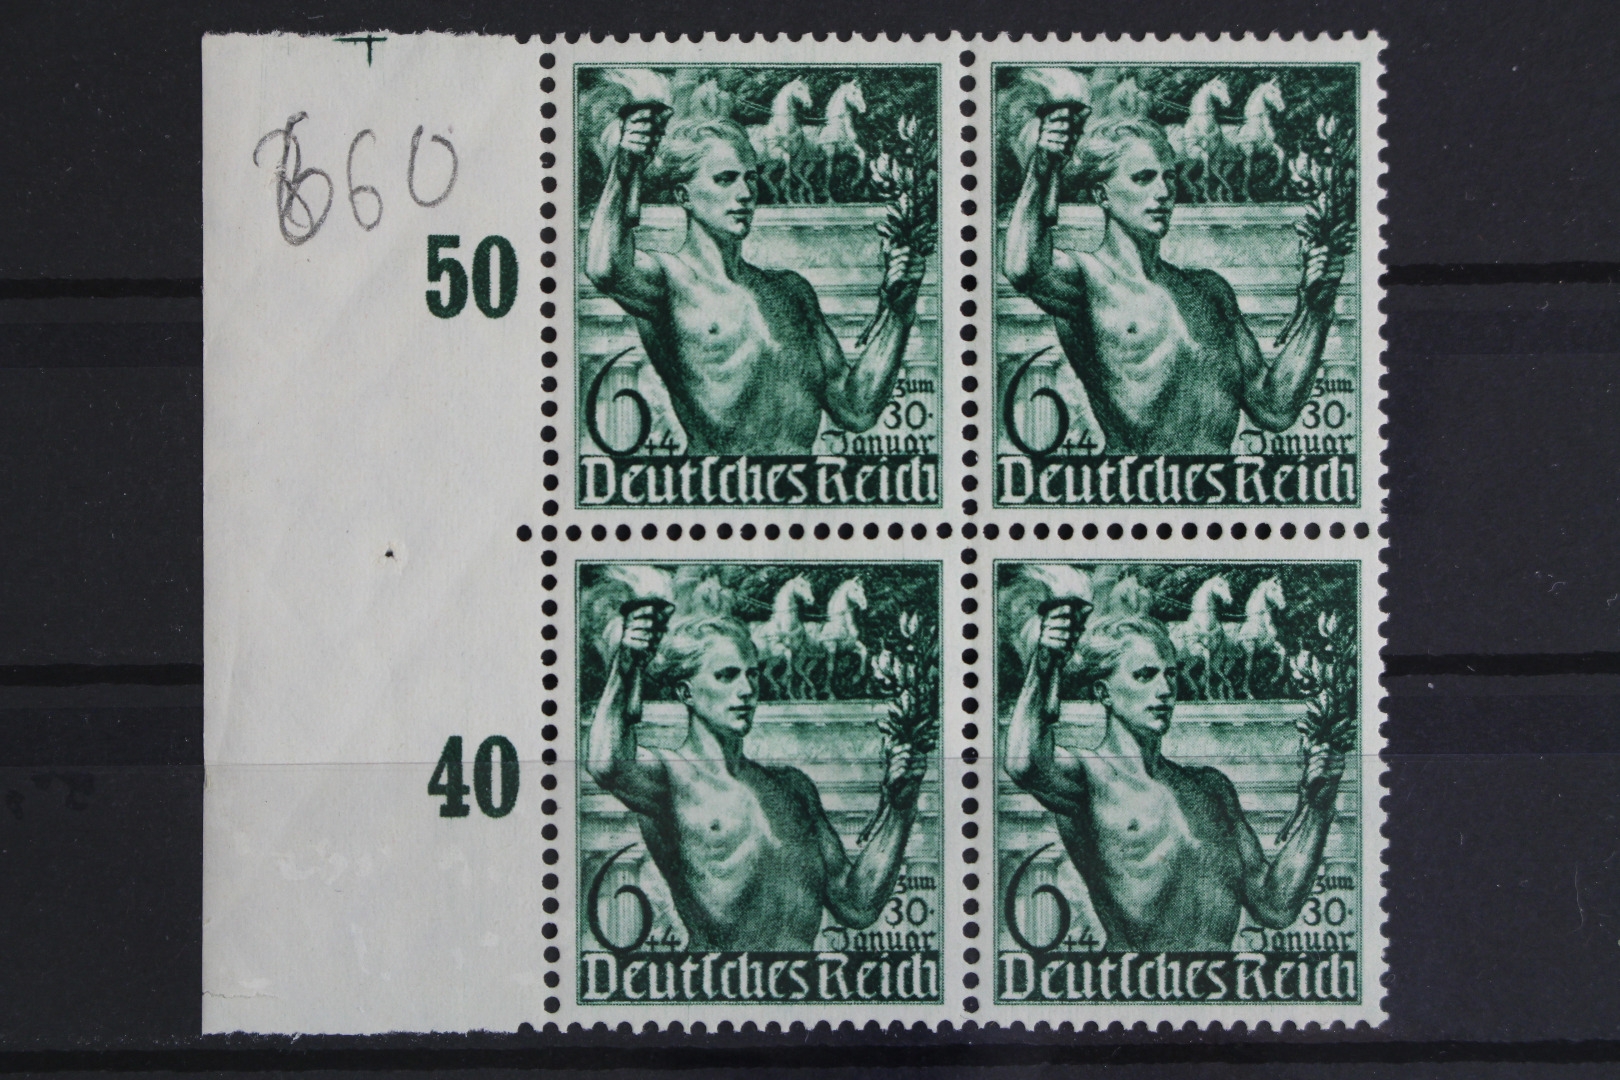 660
50
6+4
zum
30.
Januar
Deutsches Reich
6+4
zum
30.
Januar
Deutsches Reich
40
6+4
zum
30.
Januar
Deutsches Reich
6+4
zum
30.
Januar
Deutsches Reich